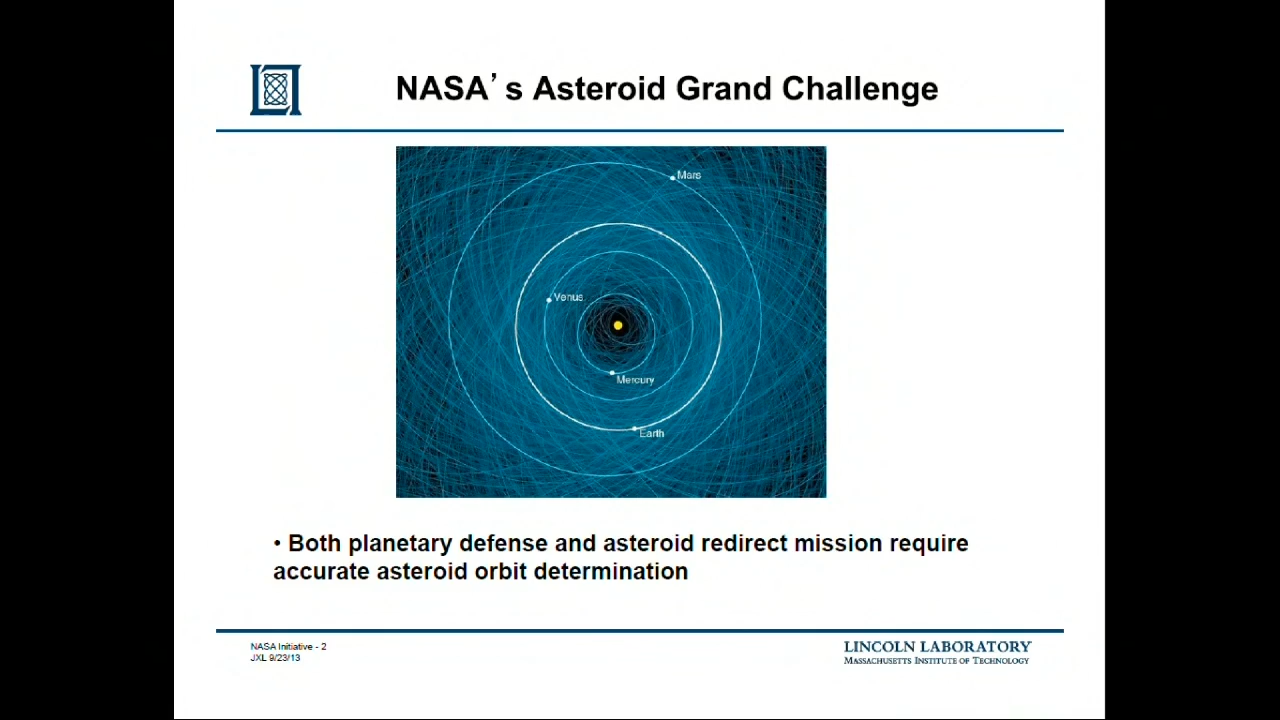 NASA’s Asteroid Grand Challenge
Mars
Venus
Mercury
Earth
• Both planetary defense and asteroid redirect mission require
accurate asteroid orbit determination
NASA Initiative - 2
JXL 9/23/13
LINCOLN LABORATORY
MASSACHUSETTS INSTITUTE OF TECHNOLOGY